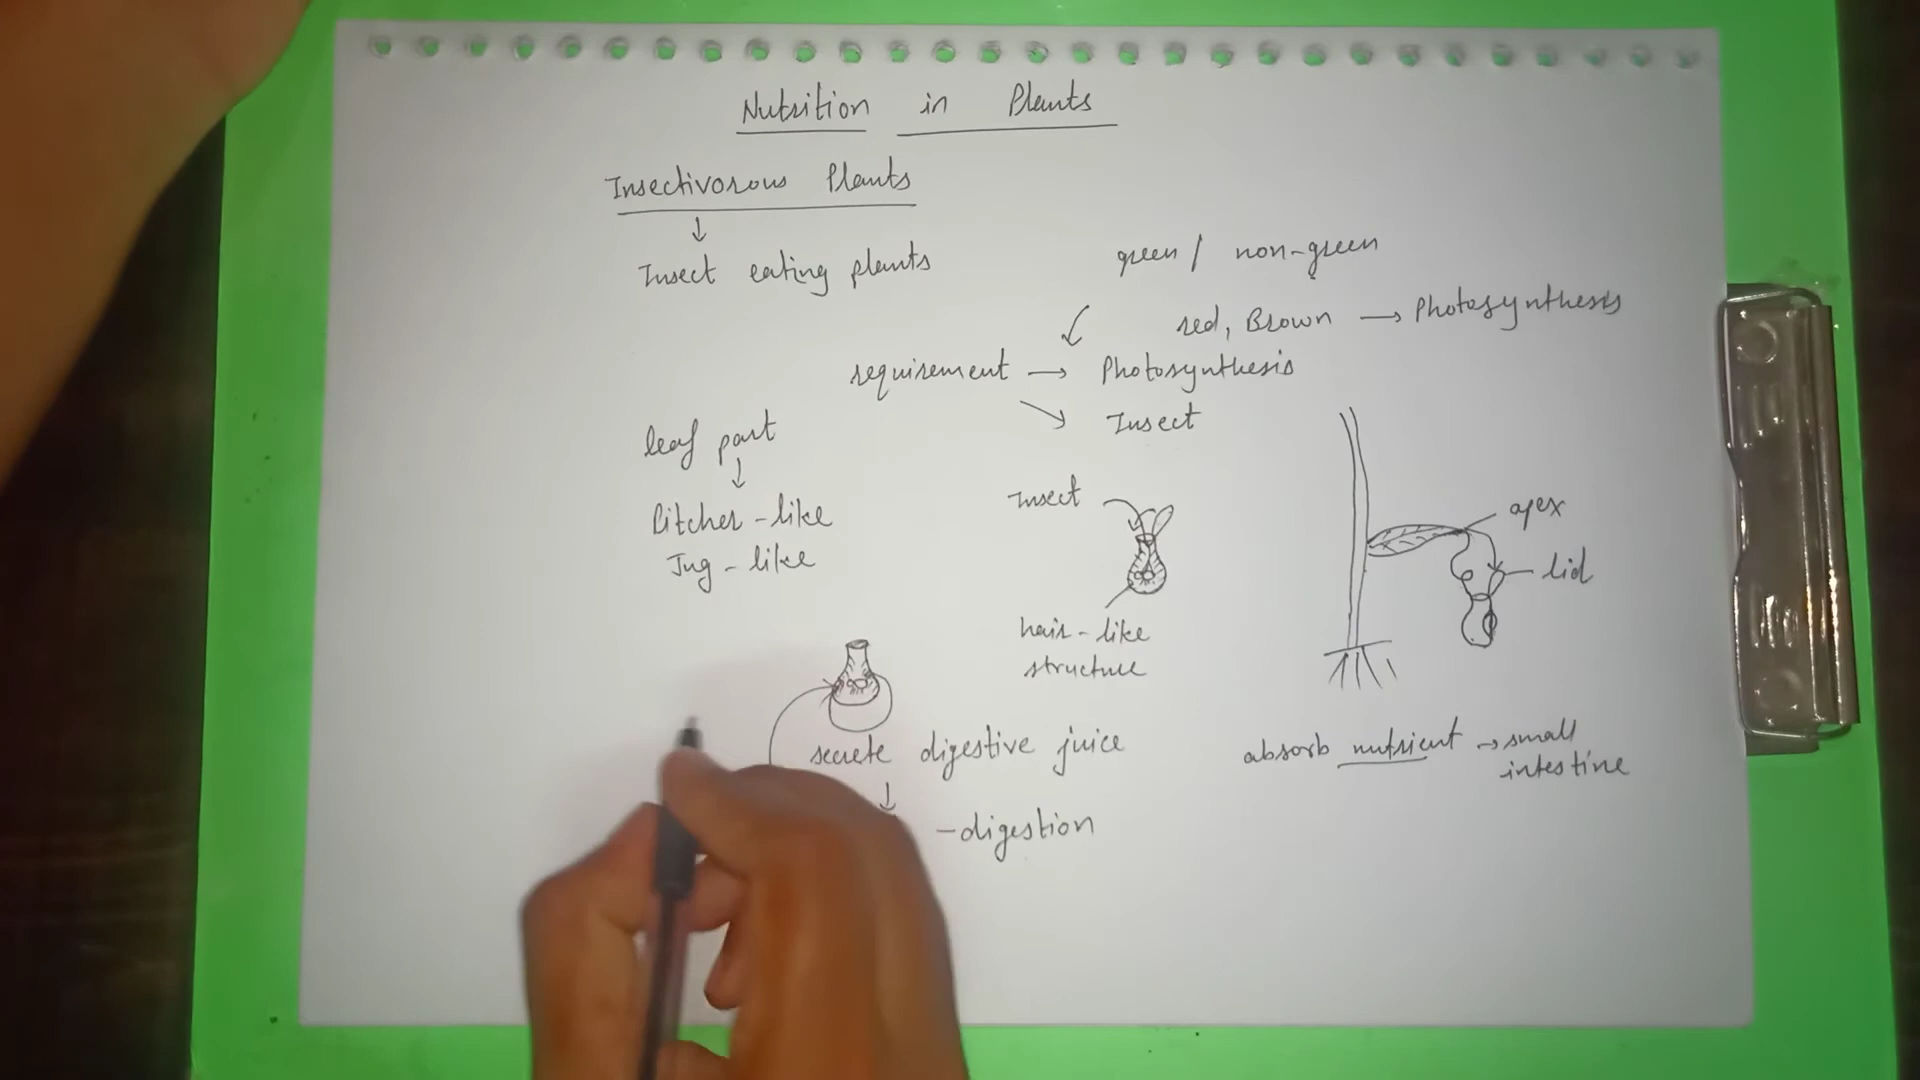 Nutrition in Plants
Insectivorous Plants
Insect eating plants
green / non-green
red, Brown → Photosynthesis
requirement → Photosynthesis
Insect
leaf part
Pitcher-like
Jug-like
Insect
hair-like
structure
apex
lid
secrete digestive juice
-digestion
absorb nutrient → small
intestine